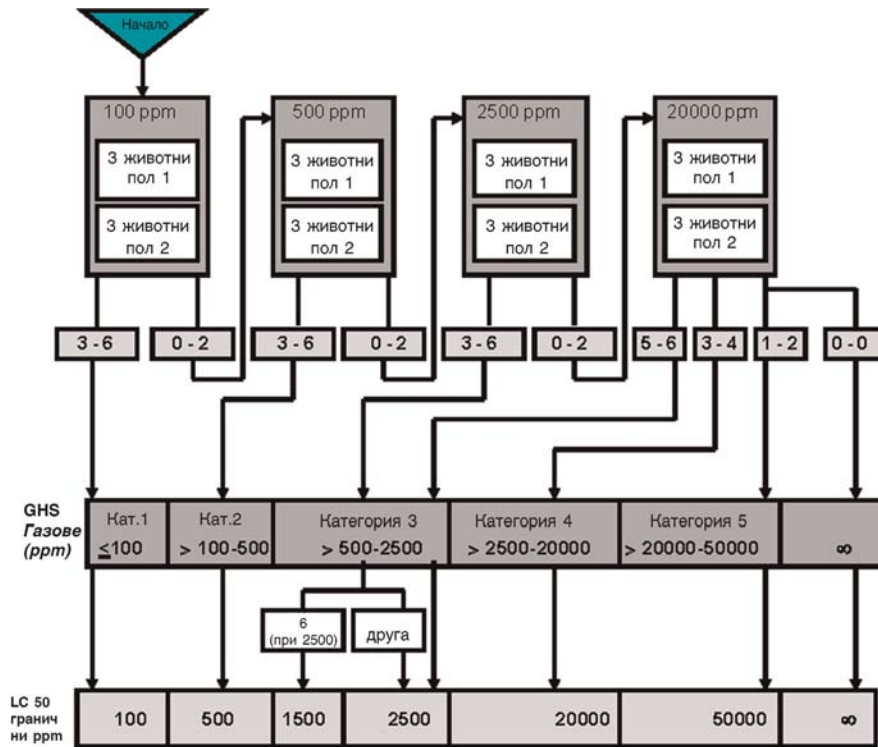 Начало
100 ppm
500 ppm
2500 ppm
20000 ppm
3 животни
пол 1
3 животни
пол 1
3 животни
пол 1
3 животни
пол 1
3 животни
пол 2
3 животни
пол 2
3 животни
пол 2
3 животни
пол 2
3 - 6
0 - 2
3 - 6
0 - 2
3 - 6
0 - 2
5 - 6
3 - 4
1 - 2
0 - 0
GHS
Газове
(ppm)
Кат.1
≤100
Кат.2
> 100-500
Категория 3
> 500-2500
Категория 4
> 2500-20000
Категория 5
> 20000-50000
∞
6
(при 2500)
друга
LC 50
гранич
ни ppm
100
500
1500
2500
20000
50000
∞